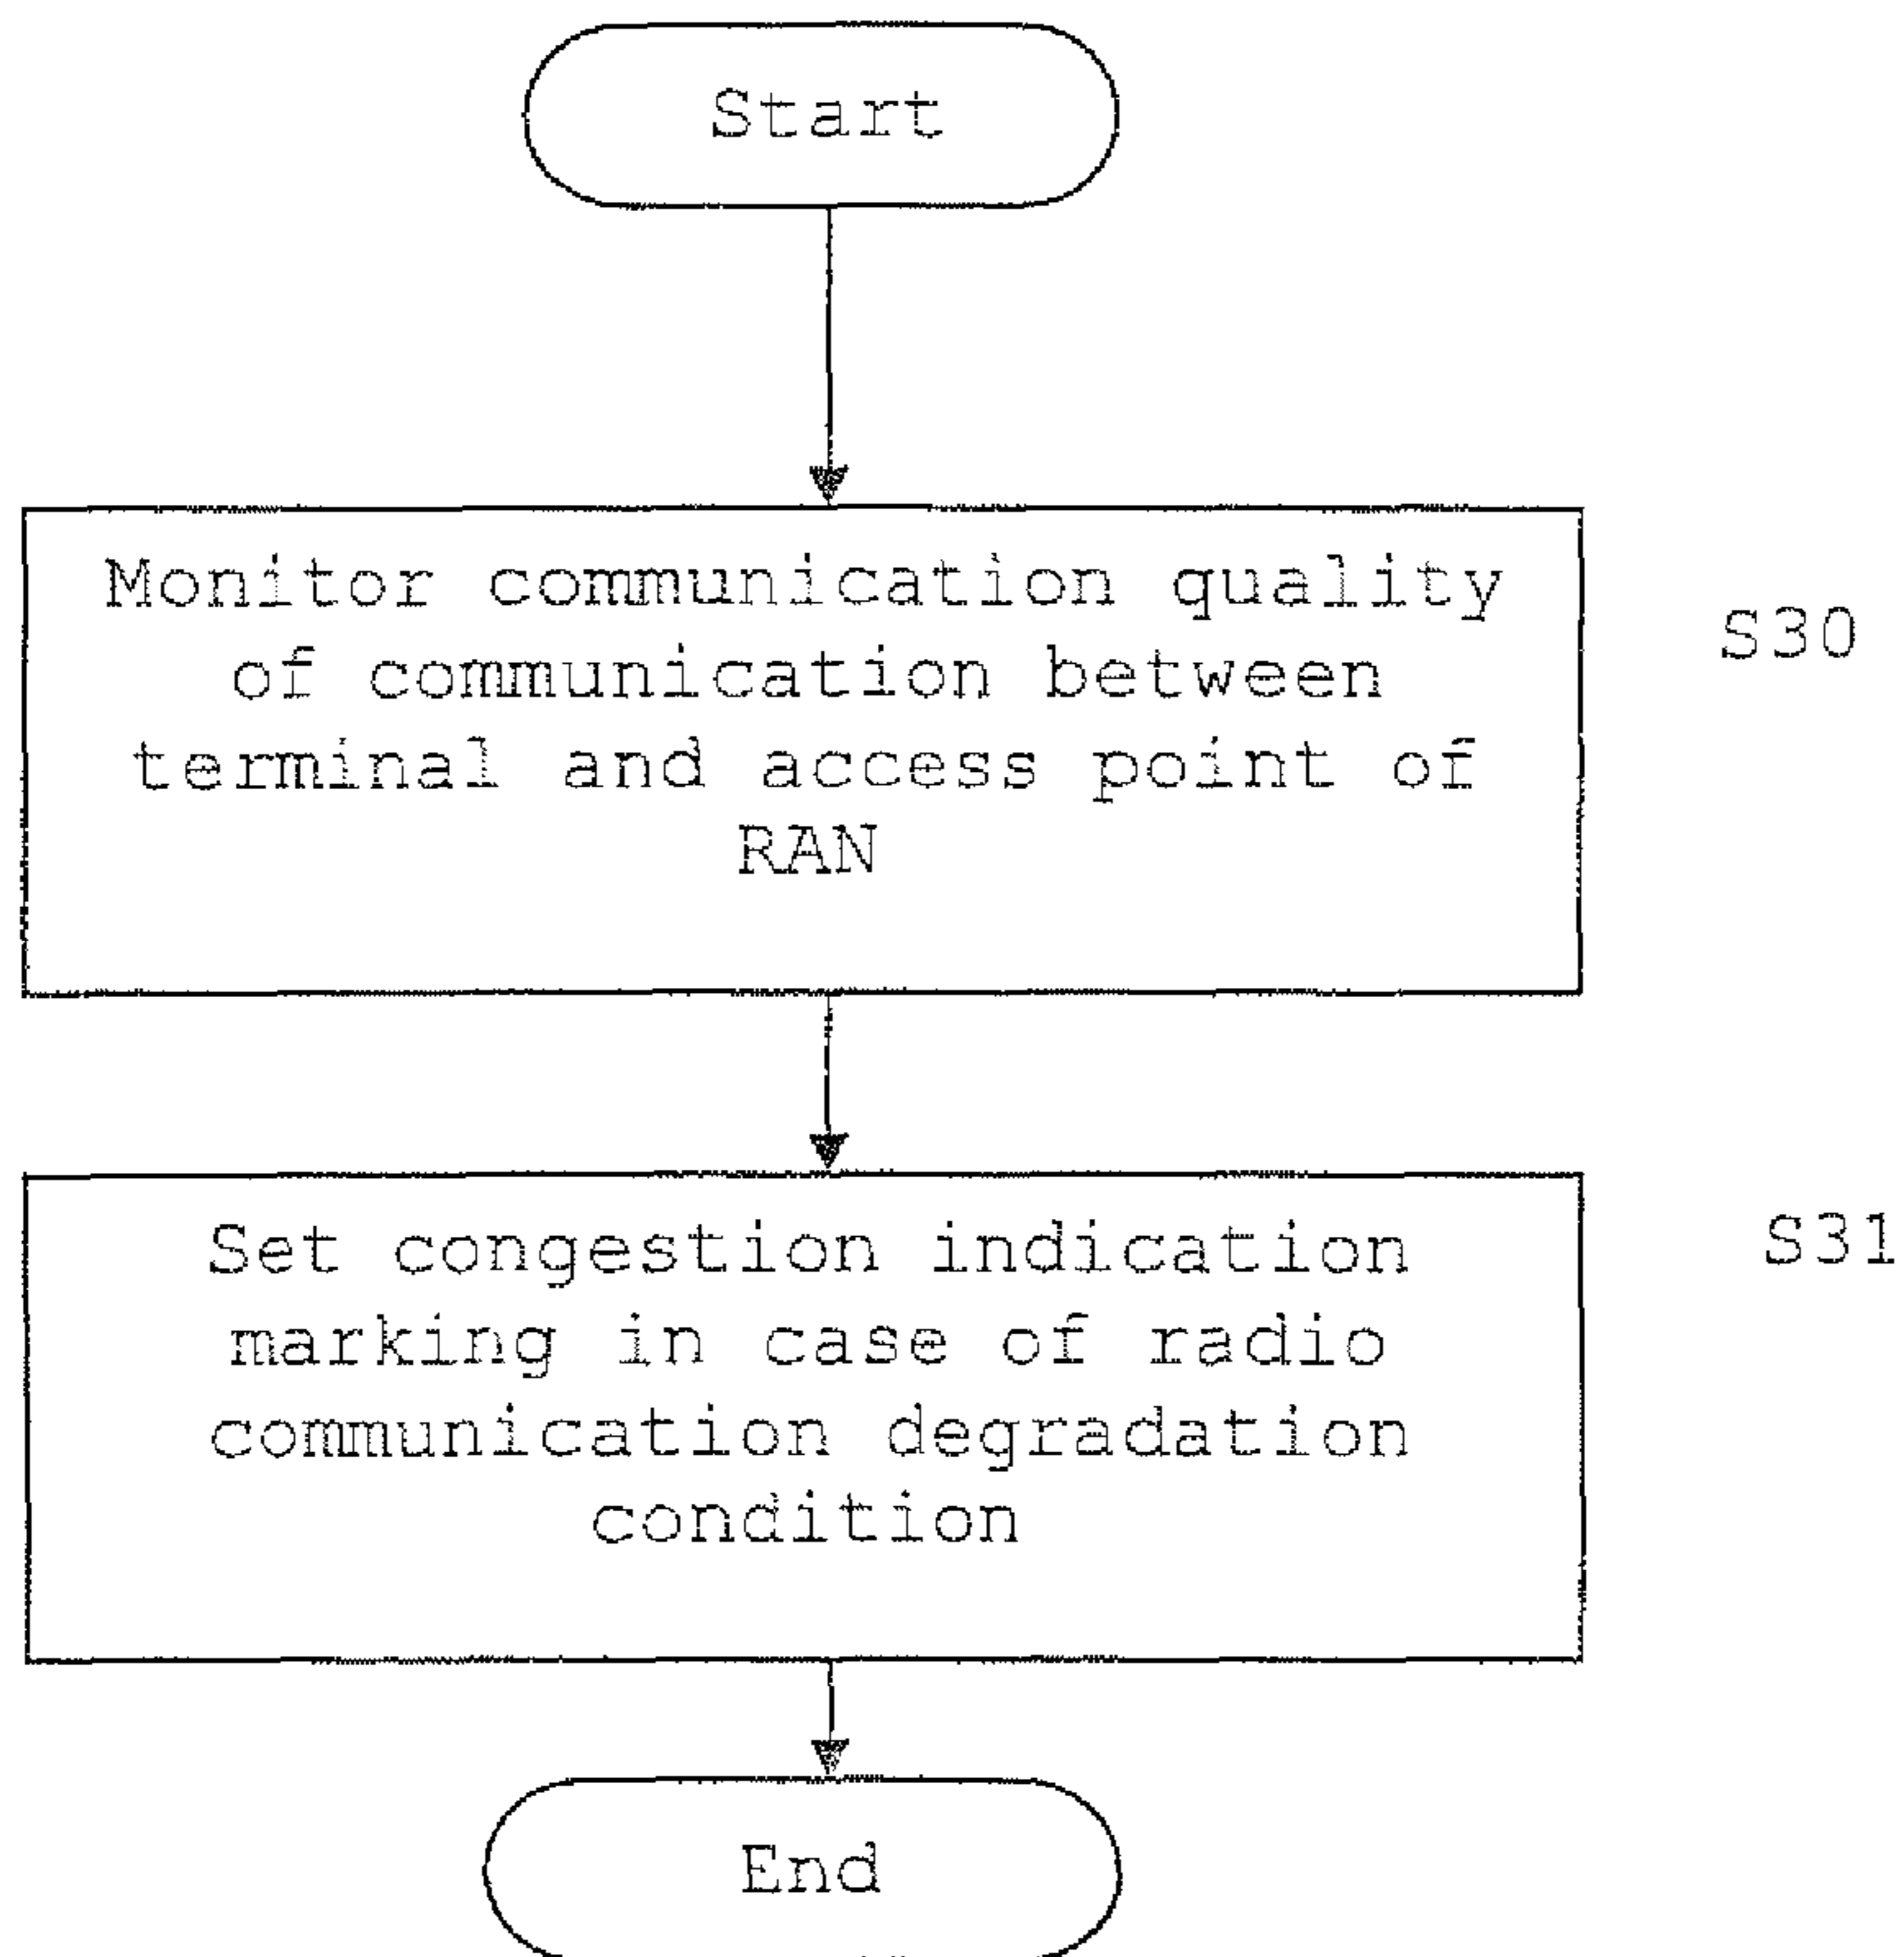 Start
Monitor communication quality
of communication between
terminal and access point of
RAN
S30
Set congestion indication
marking in case of radio
communication degradation
condition
S31
End